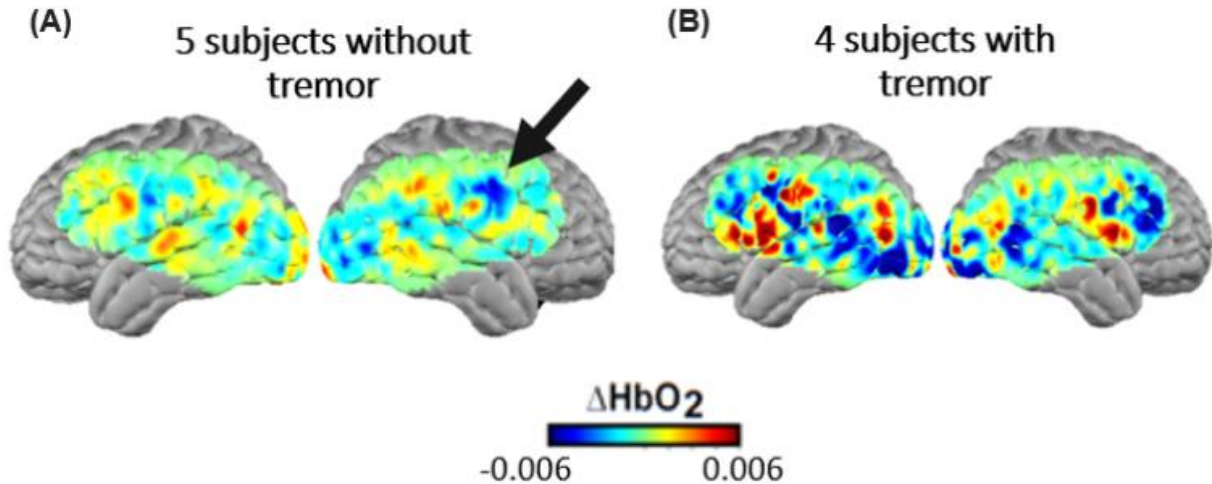 (A)
5 subjects without
tremor
(B)
4 subjects with
tremor
ΔHbO₂
-0.006
0.006